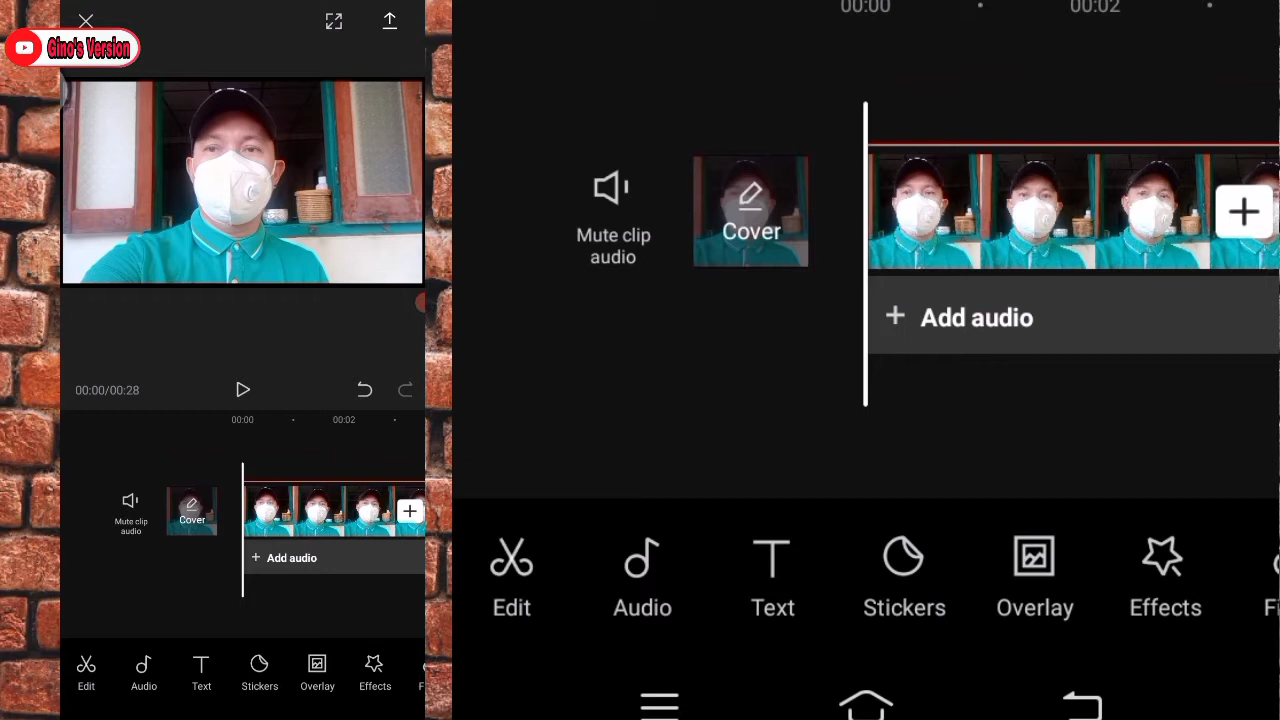 Gino's Version
00:00/00:28
00:00
00:02
Mute clip
audio
Cover
+ Add audio
Edit
Audio
Text
Stickers
Overlay
Effects
F
00:00
00:02
Mute clip
audio
Cover
+ Add audio
Edit
Audio
Text
Stickers
Overlay
Effects